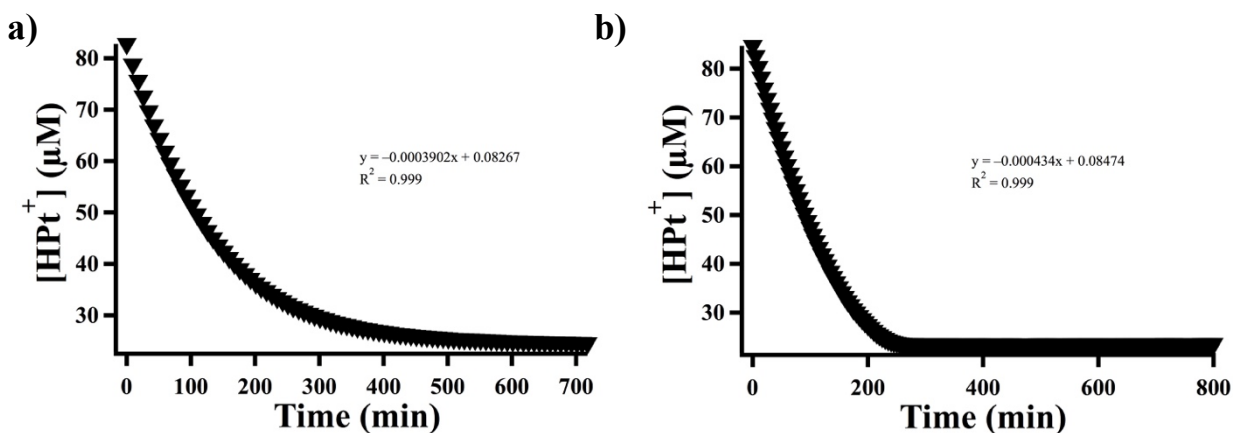 a)
80
70
60
50
40
30
[HPt⁺] (µM)
y = –0.0003902x + 0.08267
R² = 0.999
0 100 200 300 400 500 600 700
Time (min)
b)
80
70
60
50
40
30
[HPt⁺] (µM)
y = –0.000434x + 0.08474
R² = 0.999
0 200 400 600 800
Time (min)